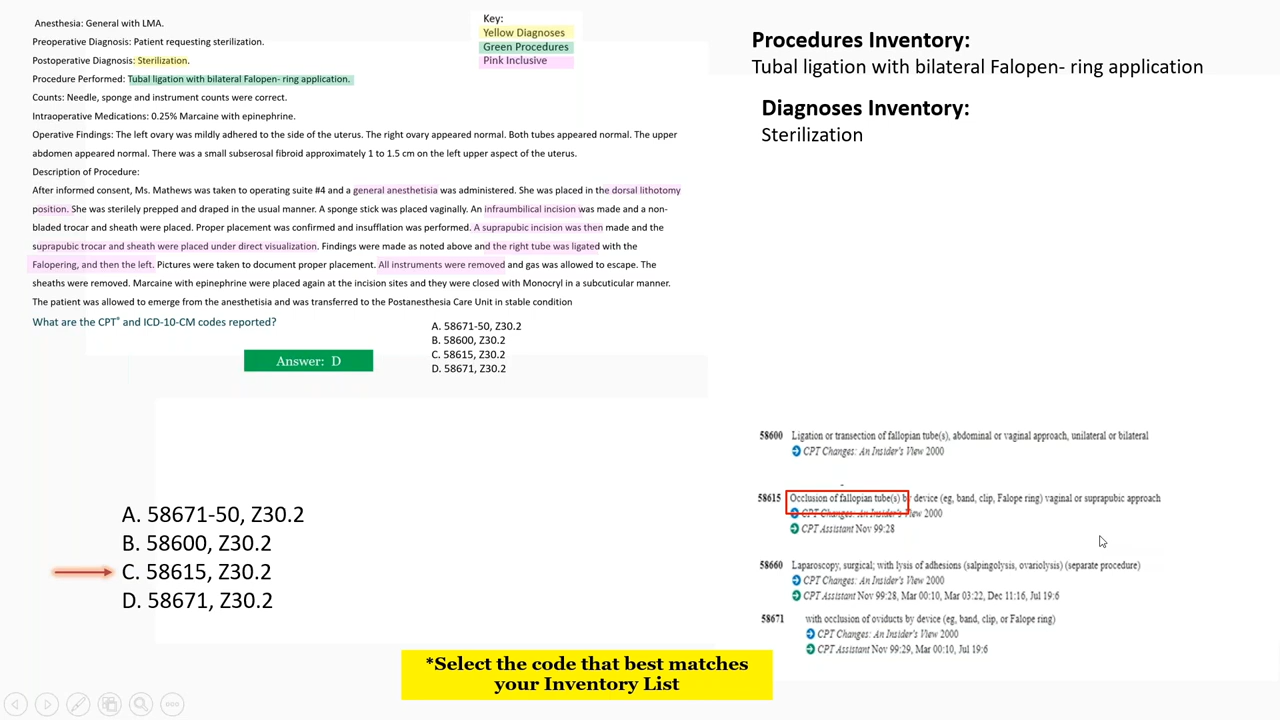 Anesthesia: General with LMA.
Preoperative Diagnosis: Patient requesting sterilization.
Postoperative Diagnosis: Sterilization.
Procedure Performed: Tubal ligation with bilateral Falopen- ring application.
Counts: Needle, sponge and instrument counts were correct.
Intraoperative Medications: 0.25% Marcaine with epinephrine.
Operative Findings: The left ovary was mildly adhered to the side of the uterus. The right ovary appeared normal. Both tubes appeared normal. The upper
abdomen appeared normal. There was a small subserosal fibroid approximately 1 to 1.5 cm on the left upper aspect of the uterus.
Description of Procedure:
After informed consent, Ms. Mathews was taken to operating suite #4 and a general anesthetisia was administered. She was placed in the dorsal lithotomy
position. She was sterilely prepped and draped in the usual manner. A sponge stick was placed vaginally. An infraumbilical incision was made and a non-
bladed trocar and sheath were placed. Proper placement was confirmed and insufflation was performed. A suprapubic incision was then made and the
suprapubic trocar and sheath were placed under direct visualization. Findings were made as noted above and the right tube was ligated with the
Falopering, and then the left. Pictures were taken to document proper placement. All instruments were removed and gas was allowed to escape. The
sheaths were removed. Marcaine with epinephrine were placed again at the incision sites and they were closed with Monocryl in a subcuticular manner.
The patient was allowed to emerge from the anesthetisia and was transferred to the Postanesthesia Care Unit in stable condition
What are the CPT® and ICD-10-CM codes reported?
A. 58671-50, Z30.2
B. 58600, Z30.2
C. 58615, Z30.2
D. 58671, Z30.2
Answer: D
Key:
Yellow Diagnoses
Green Procedures
Pink Inclusive
Procedures Inventory:
Tubal ligation with bilateral Falopen- ring application
Diagnoses Inventory:
Sterilization
A. 58671-50, Z30.2
B. 58600, Z30.2
C. 58615, Z30.2
D. 58671, Z30.2
58600 Ligation or transection of fallopian tube(s), abdominal or vaginal approach, unilateral or bilateral
CPT Changes: An Insider's View 2000
58615 Occlusion of fallopian tube(s) by device (eg, band, clip, Falope ring) vaginal or suprapubic approach
CPT Changes: An Insider's View 2000
CPT Assistant Nov 99:28
58660 Laparoscopy, surgical; with lysis of adhesions (salpingolysis, ovariolysis) (separate procedure)
CPT Changes: An Insider's View 2000
CPT Assistant Nov 99:28, Mar 00:10, Mar 03:22, Dec 11:16, Jul 19:6
58671 with occlusion of oviducts by device (eg, band, clip, or Falope ring)
CPT Changes: An Insider's View 2000
CPT Assistant Nov 99:29, Mar 00:10, Jul 19:6
*Select the code that best matches
your Inventory List